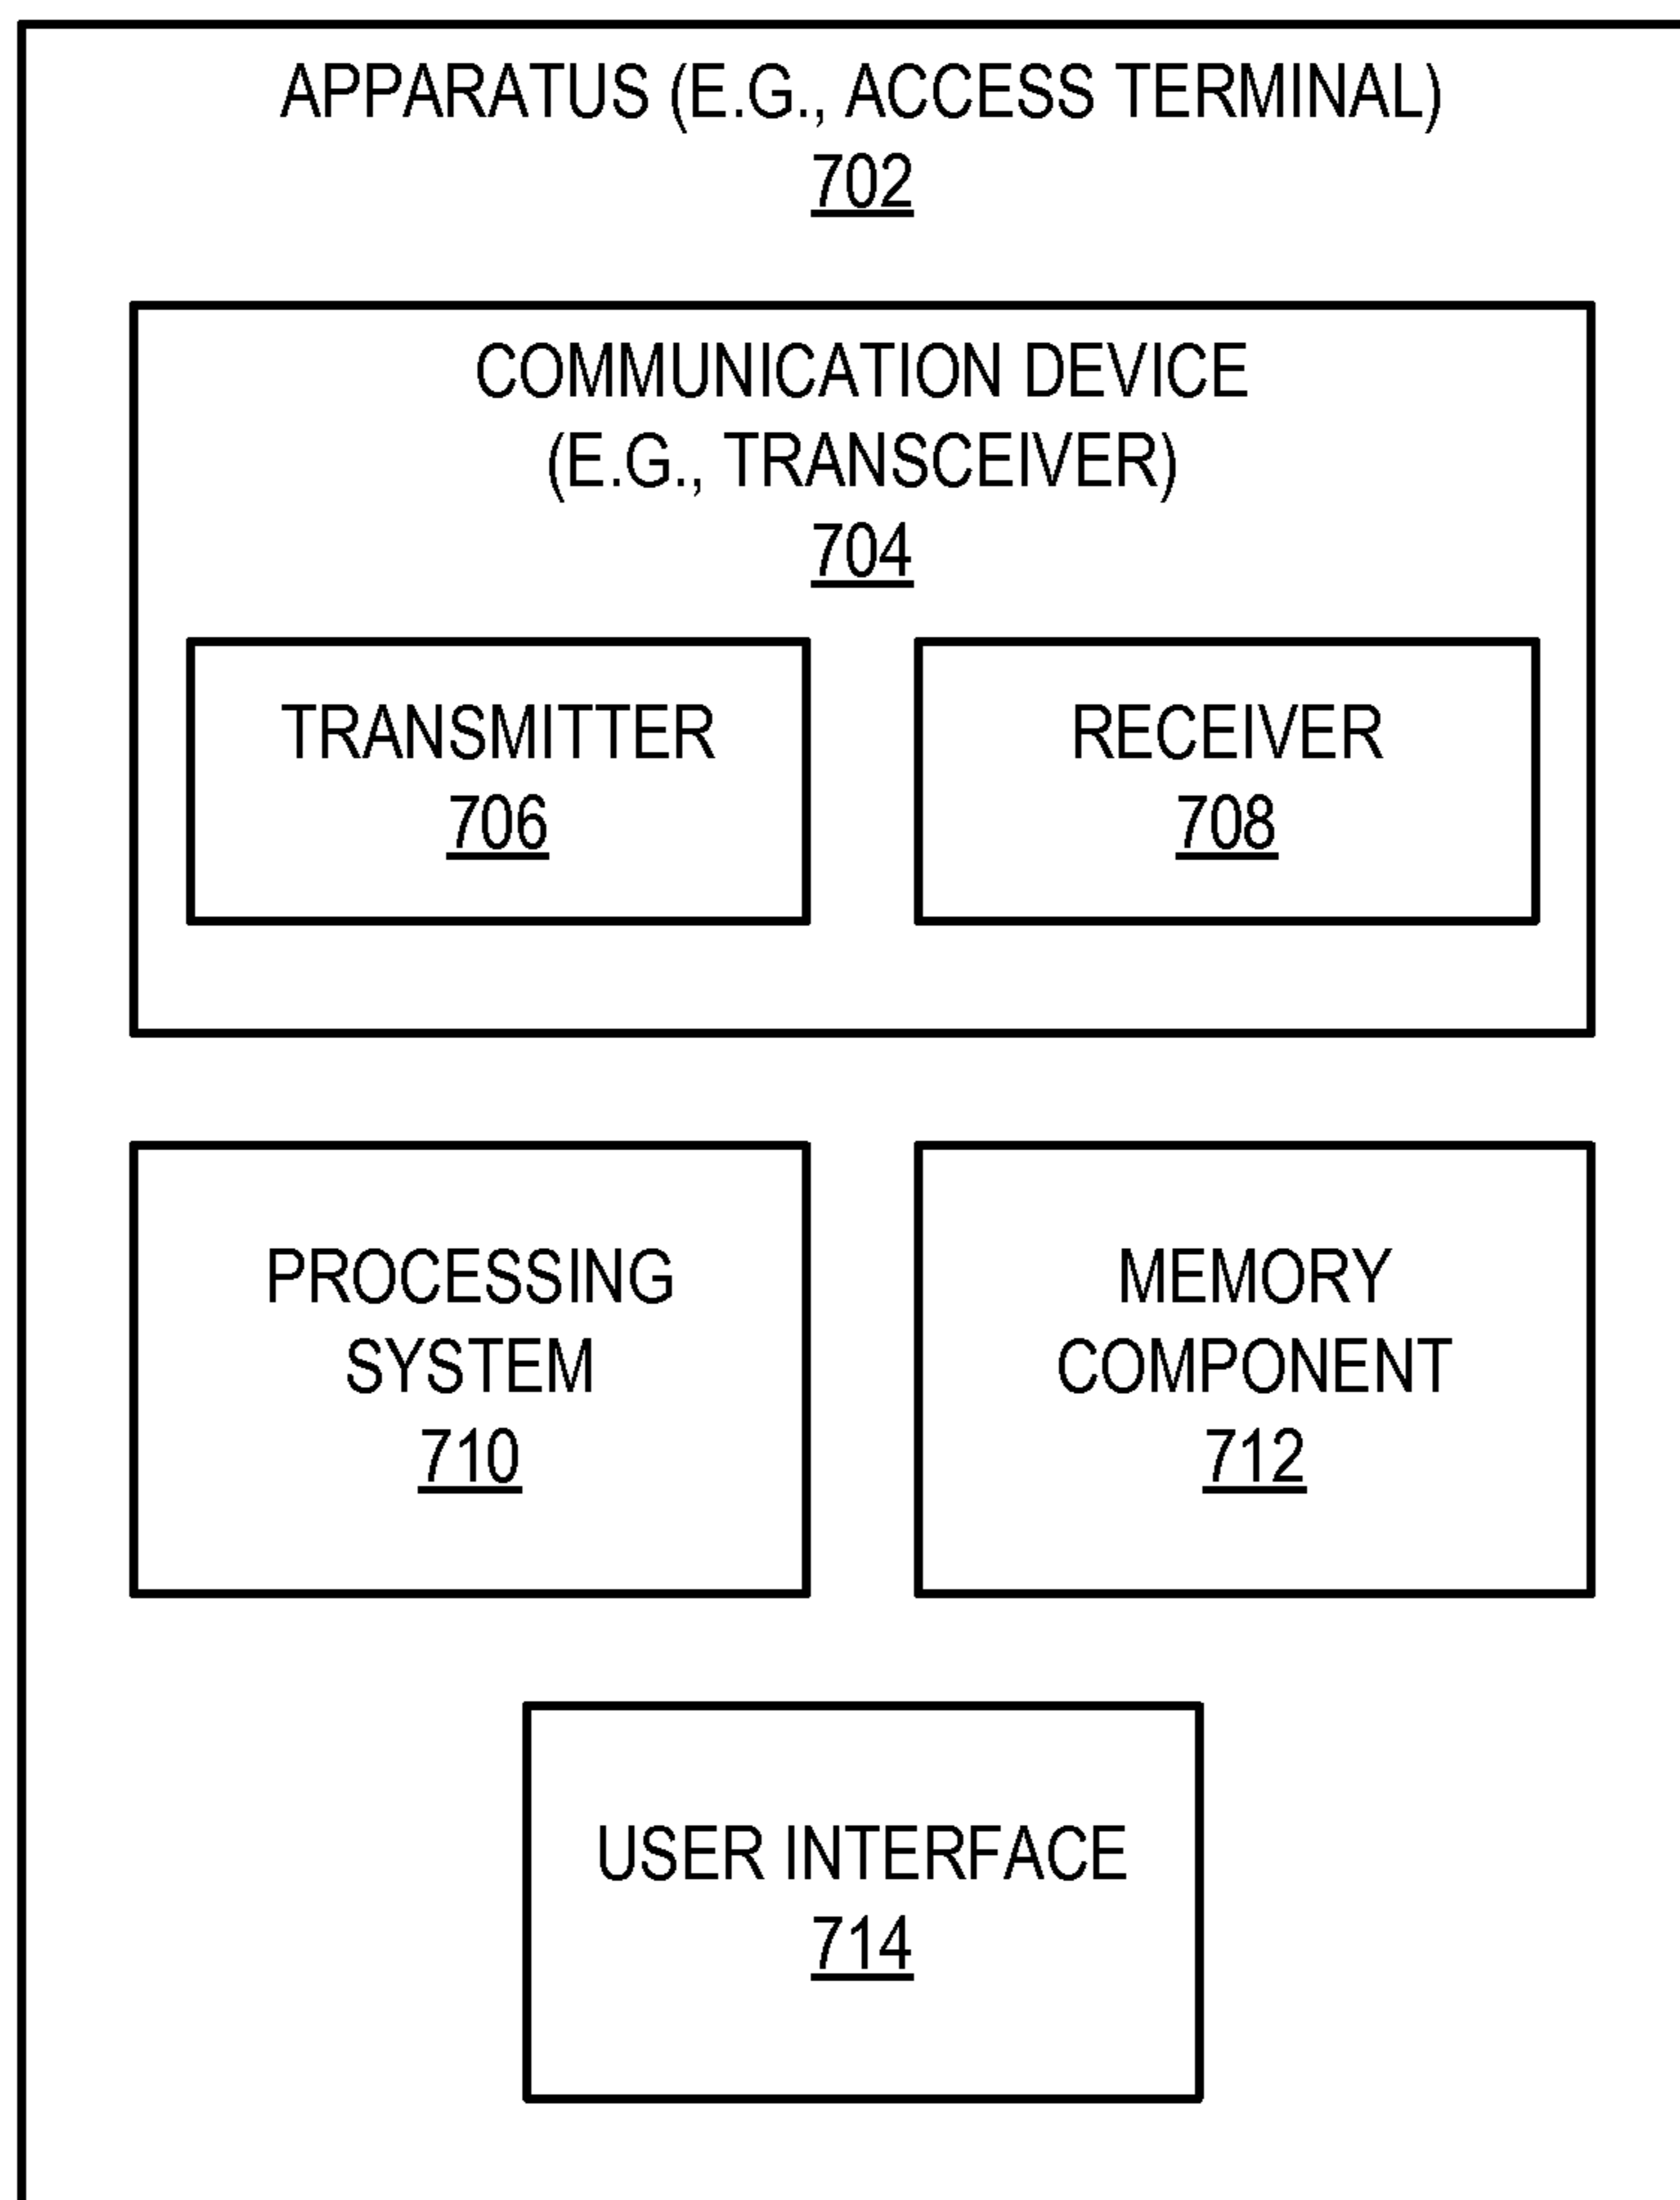 APPARATUS (E.G., ACCESS TERMINAL)
702
COMMUNICATION DEVICE
(E.G., TRANSCEIVER)
704
TRANSMITTER
706
RECEIVER
708
PROCESSING
SYSTEM
710
MEMORY
COMPONENT
712
USER INTERFACE
714